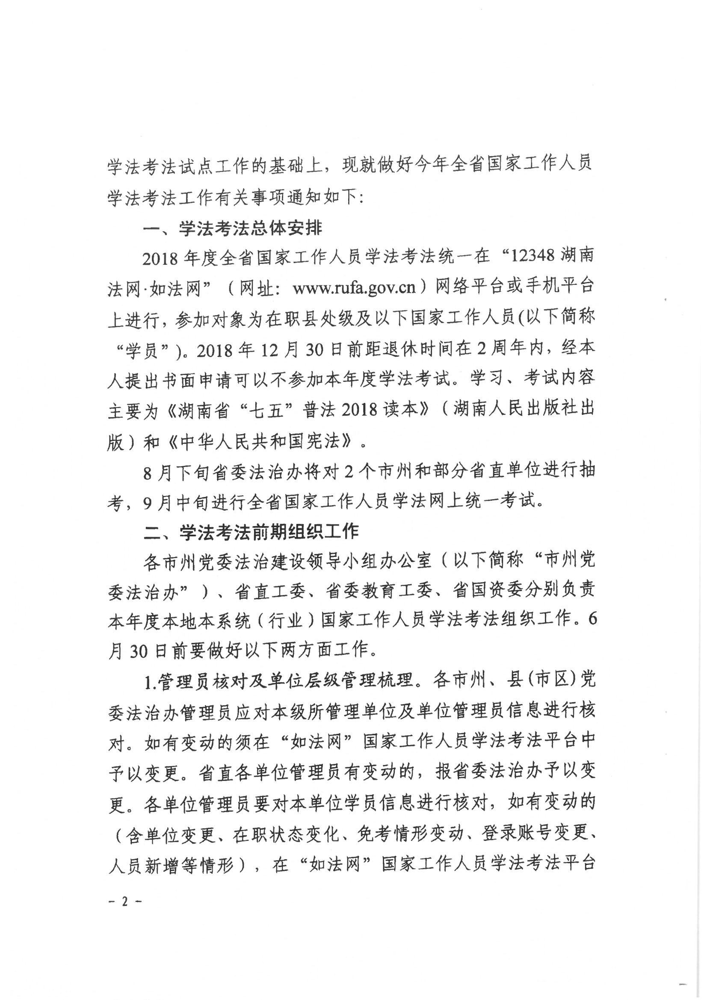 学法考法试点工作的基础上，现就做好今年全省国家工作人员
学法考法工作有关事项通知如下：
一、学法考法总体安排
2018 年度全省国家工作人员学法考法统一在“12348 湖南
法网·如法网”（网址： www.rufa.gov.cn）网络平台或手机平台
上进行，参加对象为在职县处级及以下国家工作人员(以下简称
“学员”)。2018 年 12 月 30 日前距退休时间在 2 周年内，经本
人提出书面申请可以不参加本年度学法考试。学习、考试内容
主要为《湖南省“七五”普法 2018 读本》（湖南人民出版社出
版）和《中华人民共和国宪法》。
8 月下旬省委法治办将对 2 个市州和部分省直单位进行抽
考，9 月中旬进行全省国家工作人员学法网上统一考试。
二、学法考法前期组织工作
各市州党委法治建设领导小组办公室（以下简称“市州党
委法治办”）、省直工委、省委教育工委、省国资委分别负责
本年度本地本系统（行业）国家工作人员学法考法组织工作。6
月 30 日前要做好以下两方面工作。
1.管理员核对及单位层级管理梳理。各市州、县(市区)党
委法治办管理员应对本级所管理单位及单位管理员信息进行核
对。如有变动的须在“如法网”国家工作人员学法考法平台中
予以变更。省直各单位管理员有变动的，报省委法治办予以变
更。各单位管理员要对本单位学员信息进行核对，如有变动的
（含单位变更、在职状态变化、免考情形变动、登录账号变更、
人员新增等情形），在“如法网”国家工作人员学法考法平台
- 2 -